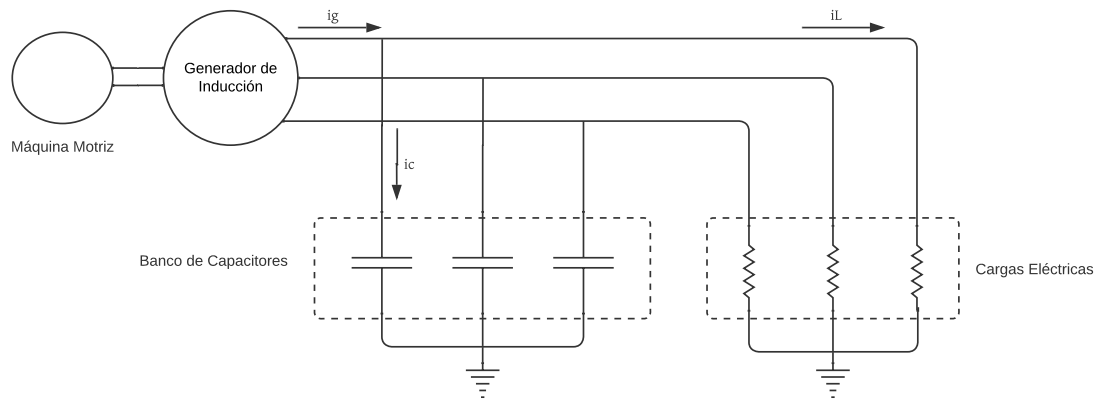 ig
iL
Generador de
Inducción
Máquina Motriz
ic
Banco de Capacitores
Cargas Eléctricas